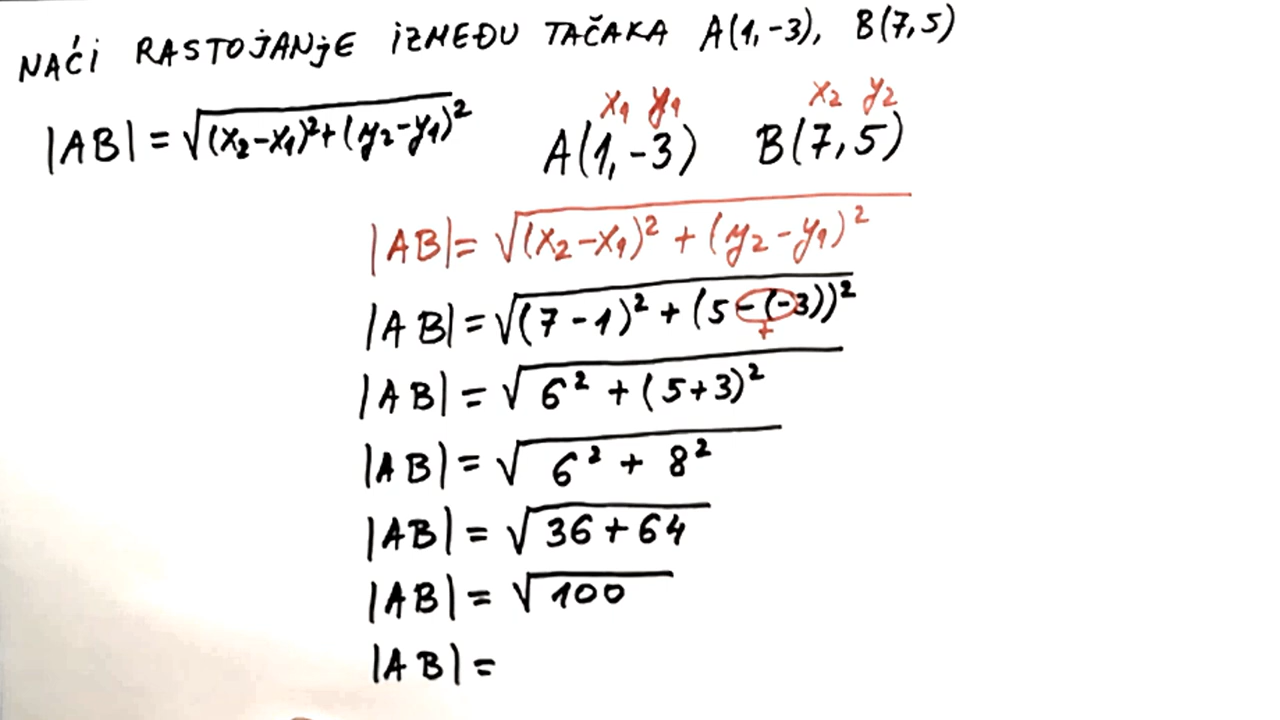 NAĆI RASTOJANJE IZMEĐU TAČAKA A(1,-3), B(7,5)
|AB| = √(x₂-x₁)²+(y₂-y₁)²
x₁ y₁ x₂ y₂
A(1,-3) B(7,5)
|AB| = √(x₂-x₁)² + (y₂-y₁)²
|AB| = √(7-1)² + (5-(-3))²
+
|AB| = √6² + (5+3)²
|AB| = √6² + 8²
|AB| = √36+64
|AB| = √100
|AB| =